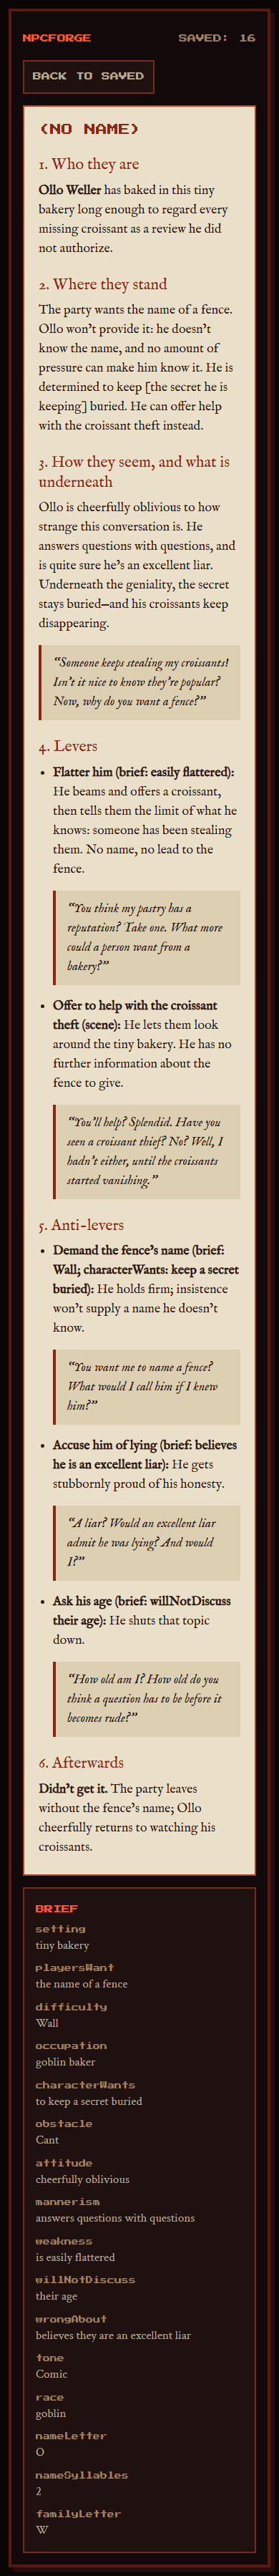 NPCFORGE
SAVED: 16
BACK TO SAVED
(NO NAME)
1. Who they are
Ollo Weller has baked in this tiny
bakery long enough to regard every
missing croissant as a review he did
not authorize.
2. Where they stand
The party wants the name of a fence.
Ollo won't provide it: he doesn't
know the name, and no amount of
pressure can make him know it. He is
determined to keep [the secret he is
keeping] buried. He can offer help
with the croissant theft instead.
3. How they seem, and what is
underneath
Ollo is cheerfully oblivious to how
strange this conversation is. He
answers questions with questions, and
is quite sure he's an excellent liar.
Underneath the geniality, the secret
stays buried—and his croissants keep
disappearing.
“Someone keeps stealing my croissants!
Isn't it nice to know they're popular?
Now, why do you want a fence?”
4. Levers
• Flatter him (brief: easily flattered):
He beams and offers a croissant,
then tells them the limit of what he
knows: someone has been stealing
them. No name, no lead to the
fence.
“You think my pastry has a
reputation? Take one. What more
could a person want from a
bakery?”
• Offer to help with the croissant
theft (scene): He lets them look
around the tiny bakery. He has no
further information about the
fence to give.
“You'll help? Splendid. Have you
seen a croissant thief? No? Well, I
hadn't either, until the croissants
started vanishing.”
5. Anti-levers
• Demand the fence's name (brief:
Wall; characterWants: keep a secret
buried): He holds firm; insistence
won't supply a name he doesn't
know.
“You want me to name a fence?
What would I call him if I knew
him?”
• Accuse him of lying (brief: believes
he is an excellent liar): He gets
stubbornly proud of his honesty.
“A liar? Would an excellent liar
admit he was lying? And would
I?”
• Ask his age (brief: willNotDiscuss
their age): He shuts that topic
down.
“How old am I? How old do you
think a question has to be before it
becomes rude?”
6. Afterwards
Didn't get it. The party leaves
without the fence's name; Ollo
cheerfully returns to watching his
croissants.
BRIEF
setting
tiny bakery
playersWant
the name of a fence
difficulty
Wall
occupation
goblin baker
characterWants
to keep a secret buried
obstacle
Cant
attitude
cheerfully oblivious
mannerism
answers questions with questions
weakness
is easily flattered
willNotDiscuss
their age
wrongAbout
believes they are an excellent liar
tone
Comic
race
goblin
nameLetter
O
nameSyllables
2
familyLetter
W